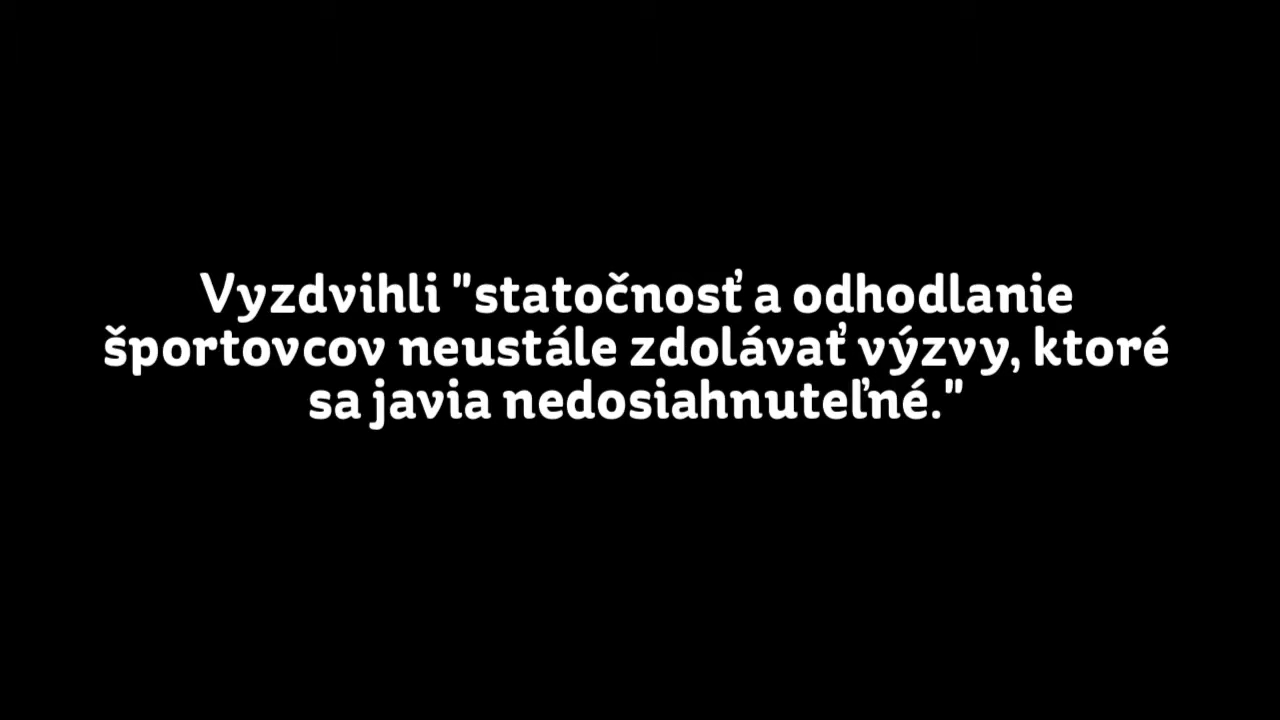 Vyzdvihli "statočnosť a odhodlanie
športovcov neustále zdolávať výzvy, ktoré
sa javia nedosiahnuteľné."